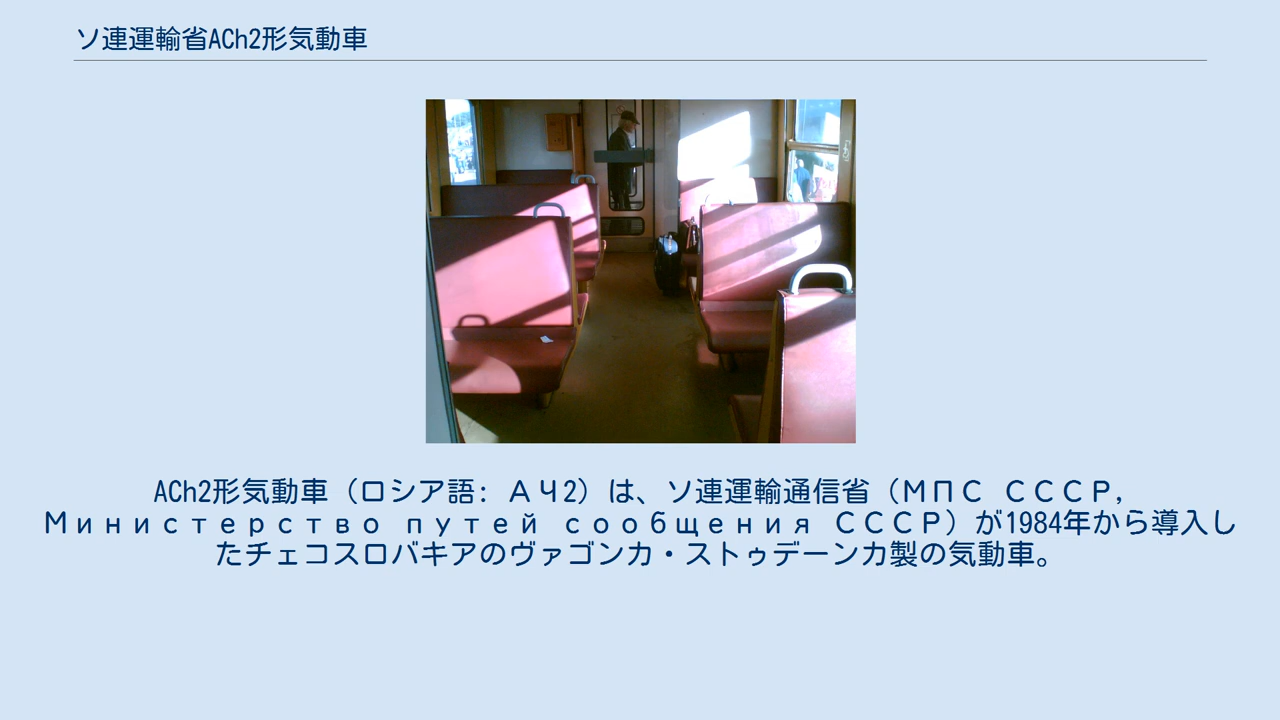 ソ連運輸省ACh2形気動車
ACh2形気動車（ロシア語: АЧ2）は、ソ連運輸通信省（МПС СССР,
Министерство путей сообщения СССР）が1984年から導入し
たチェコスロバキアのヴァゴンカ・ストゥデーンカ製の気動車。